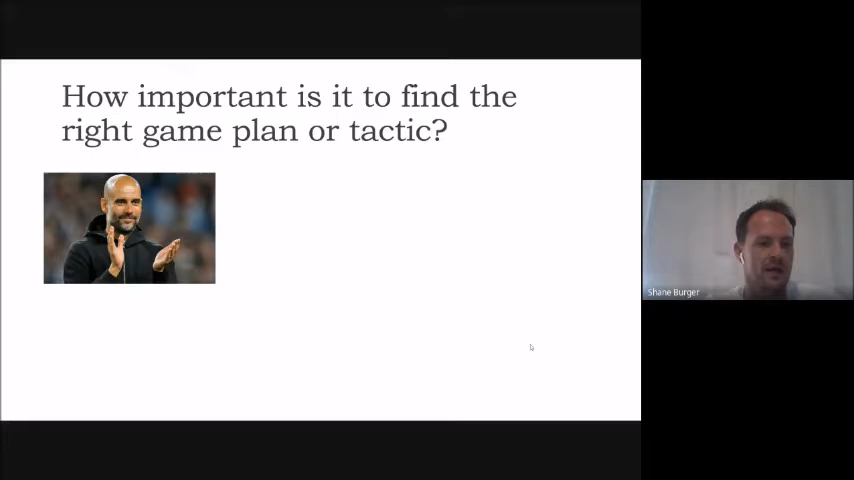 How important is it to find the
right game plan or tactic?
Shane Burger